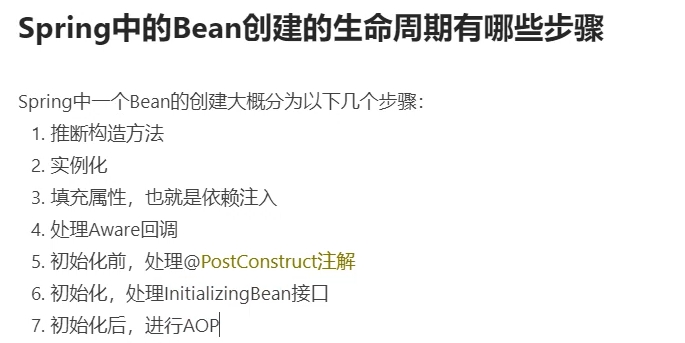 Spring中的Bean创建的生命周期有哪些步骤
Spring中一个Bean的创建大概分为以下几个步骤：
1. 推断构造方法
2. 实例化
3. 填充属性，也就是依赖注入
4. 处理Aware回调
5. 初始化前，处理@PostConstruct注解
6. 初始化，处理InitializingBean接口
7. 初始化后，进行AOP